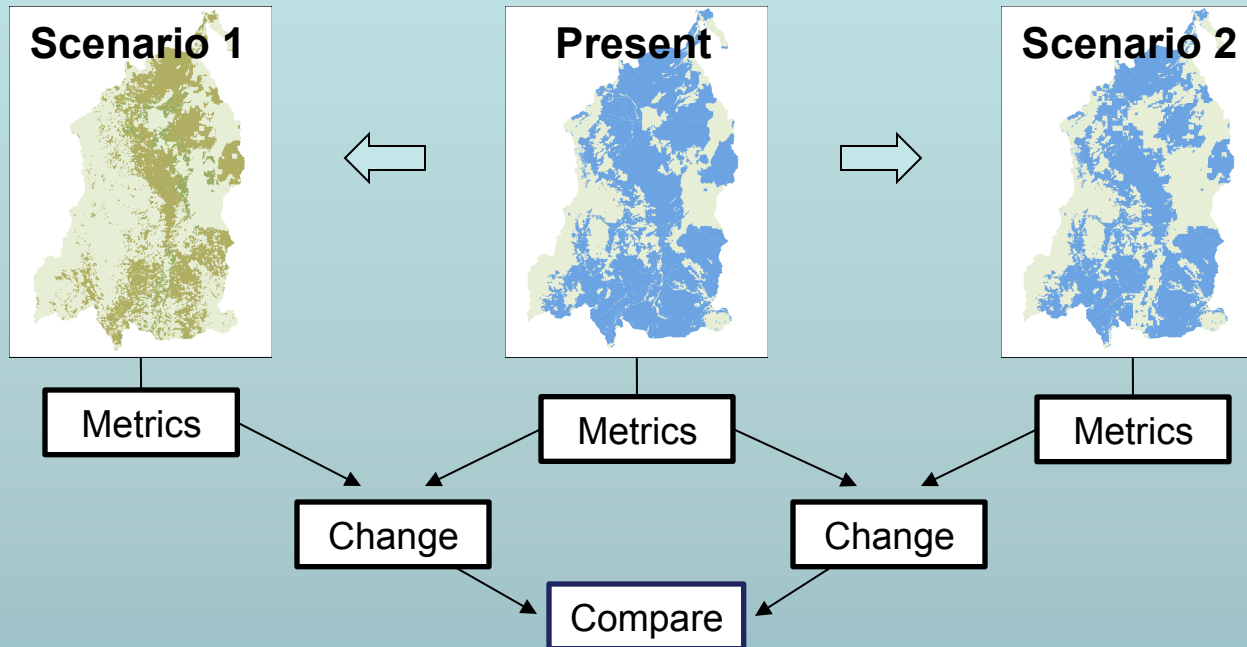 Scenario 1
Present
Scenario 2
Metrics
Metrics
Metrics
Change
Change
Compare